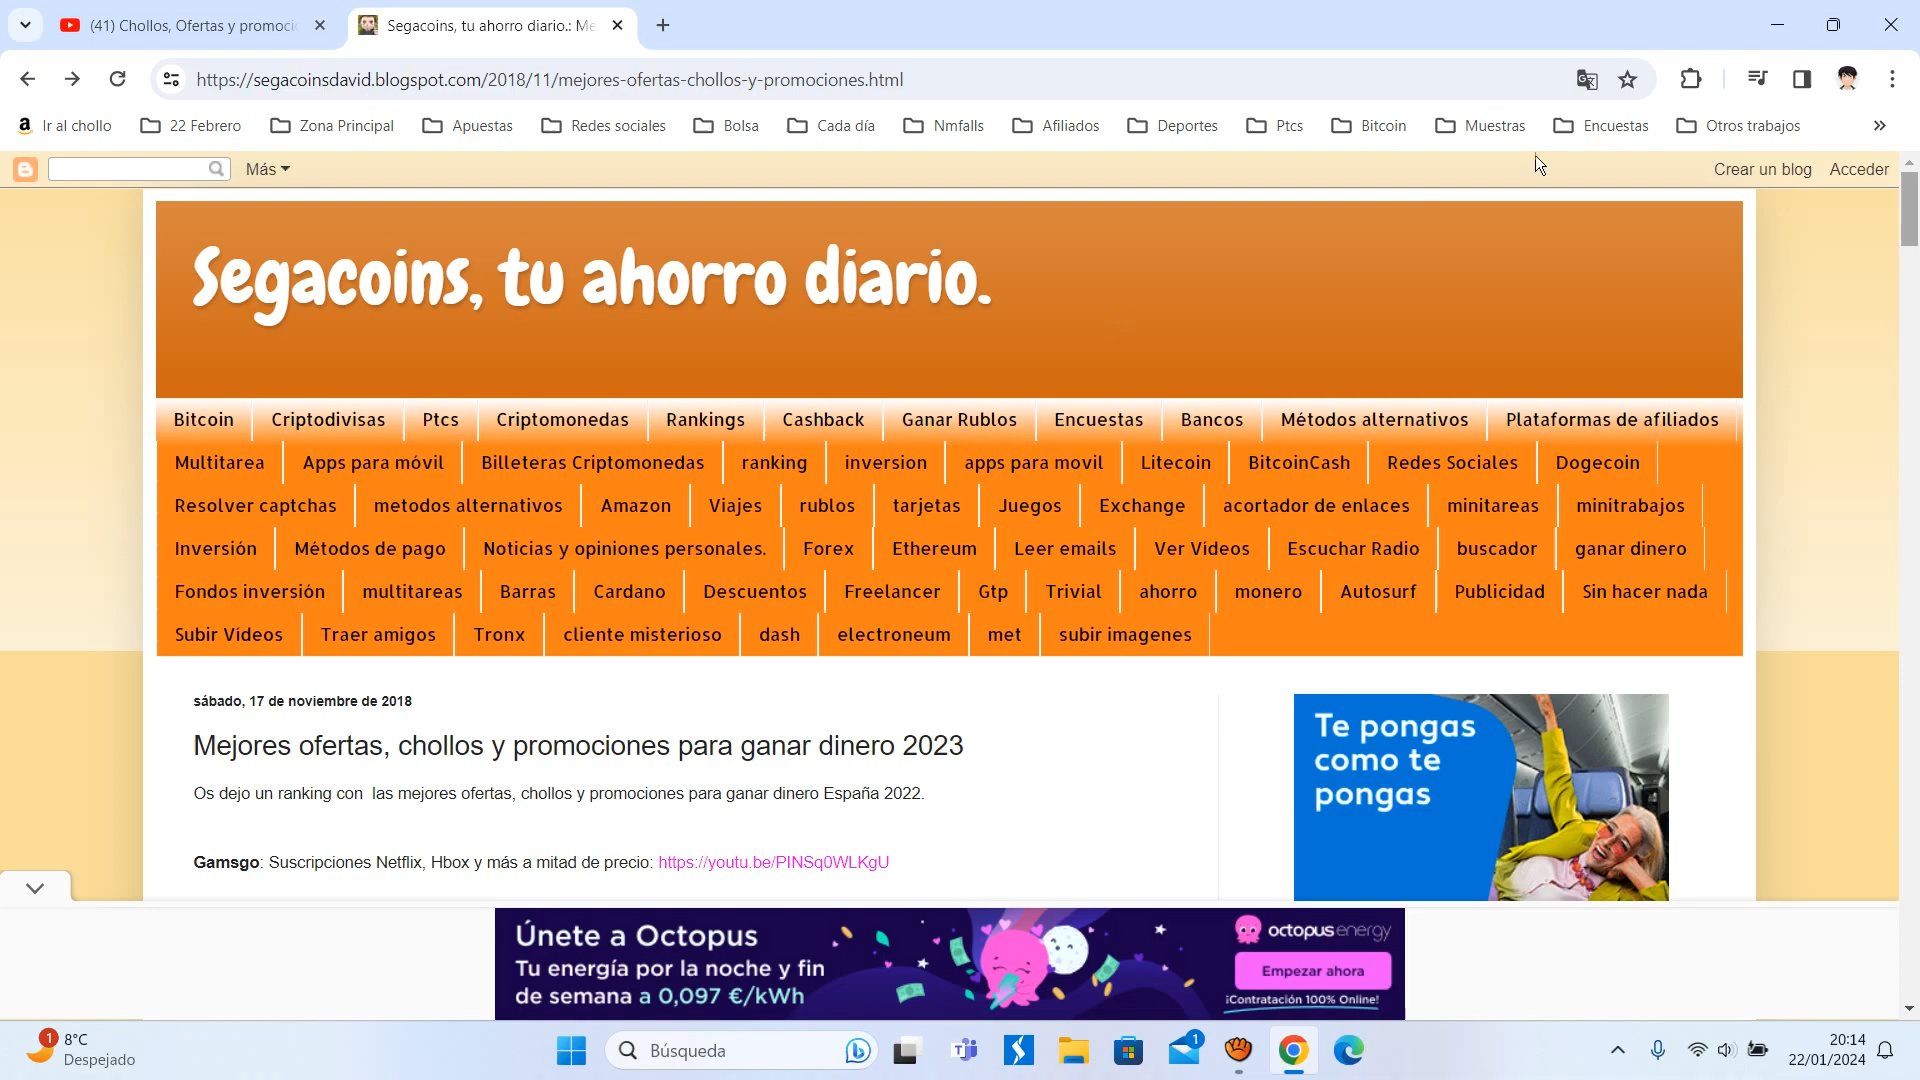 (41) Chollos, Ofertas y promoci
Segacoins, tu ahorro diario.: Me
https://segacoinsdavid.blogspot.com/2018/11/mejores-ofertas-chollos-y-promociones.html
Ir al chollo 22 Febrero Zona Principal Apuestas Redes sociales Bolsa Cada día Nmfalls Afiliados Deportes Ptcs Bitcoin Muestras Encuestas Otros trabajos »
Más Crear un blog Acceder
Segacoins, tu ahorro diario.
Bitcoin Criptodivisas Ptcs Criptomonedas Rankings Cashback Ganar Rublos Encuestas Bancos Métodos alternativos Plataformas de afiliados
Multitarea Apps para móvil Billeteras Criptomonedas ranking inversion apps para movil Litecoin BitcoinCash Redes Sociales Dogecoin
Resolver captchas metodos alternativos Amazon Viajes rublos tarjetas Juegos Exchange acortador de enlaces minitareas minitrabajos
Inversión Métodos de pago Noticias y opiniones personales. Forex Ethereum Leer emails Ver Vídeos Escuchar Radio buscador ganar dinero
Fondos inversión multitareas Barras Cardano Descuentos Freelancer Gtp Trivial ahorro monero Autosurf Publicidad Sin hacer nada
Subir Vídeos Traer amigos Tronx cliente misterioso dash electroneum met subir imagenes
sábado, 17 de noviembre de 2018
Mejores ofertas, chollos y promociones para ganar dinero 2023
Os dejo un ranking con las mejores ofertas, chollos y promociones para ganar dinero España 2022.
Gamsgo: Suscripciones Netflix, Hbox y más a mitad de precio: https://youtu.be/PINSq0WLKgU
Te pongas
como te
pongas
Únete a Octopus
Tu energía por la noche y fin
de semana a 0,097 €/kWh
octopusenergy
Empezar ahora
¡Contratación 100% Online!
1
8°C
Despejado
Búsqueda
1
20:14
22/01/2024